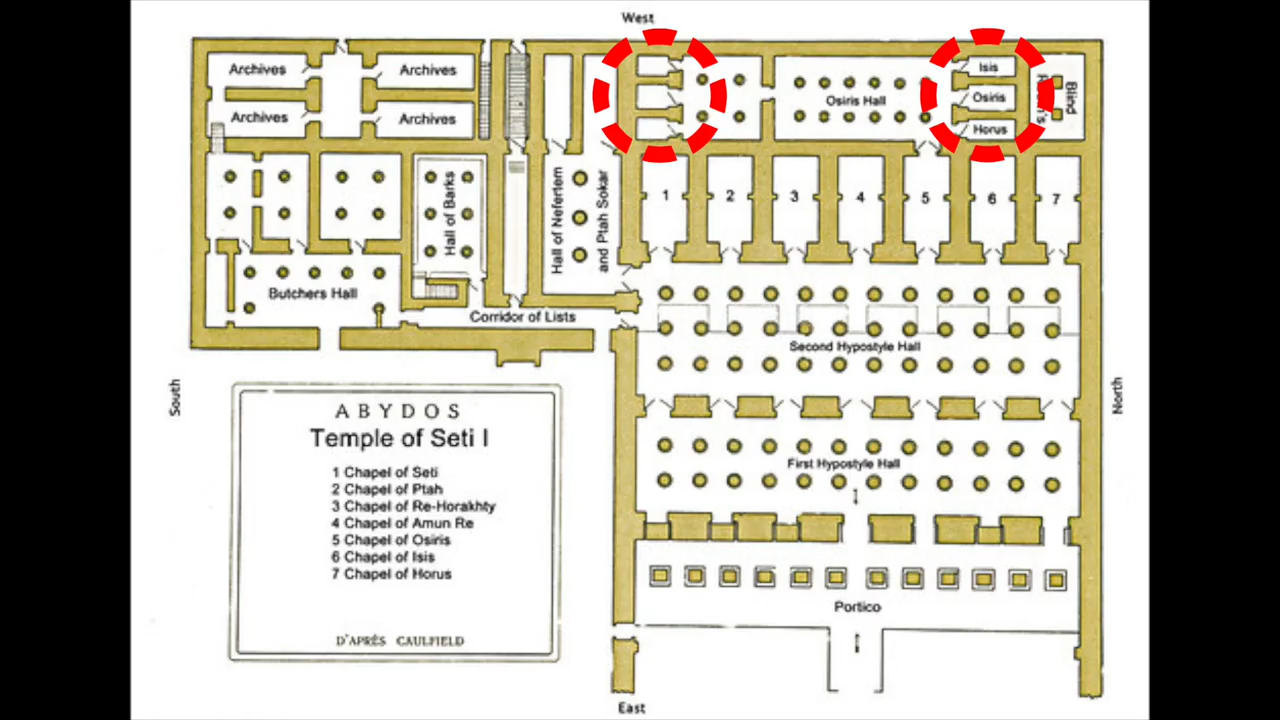 West
Archives
Archives
Archives
Archives
Osiris Hall
Isis
Osiris
Horus
Blind
Hall of Barks
Hall of Nefertem
and Ptah Sokar
1
2
3
4
5
6
7
Butchers Hall
Corridor of Lists
Second Hypostyle Hall
South
North
First Hypostyle Hall
Portico
East
ABYDOS
Temple of Seti I
1 Chapel of Seti
2 Chapel of Ptah
3 Chapel of Re-Horakhty
4 Chapel of Amun Re
5 Chapel of Osiris
6 Chapel of Isis
7 Chapel of Horus
D'APRÈS CAULFIELD